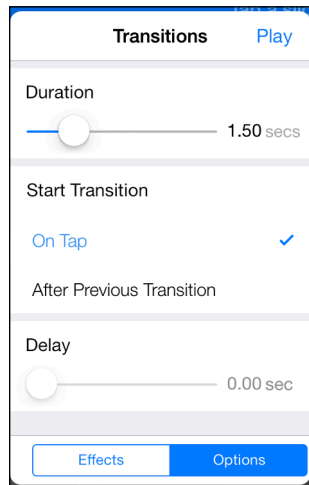 Transitions Play
Duration
1.50 secs
Start Transition
On Tap
After Previous Transition
Delay
0.00 sec
Effects Options